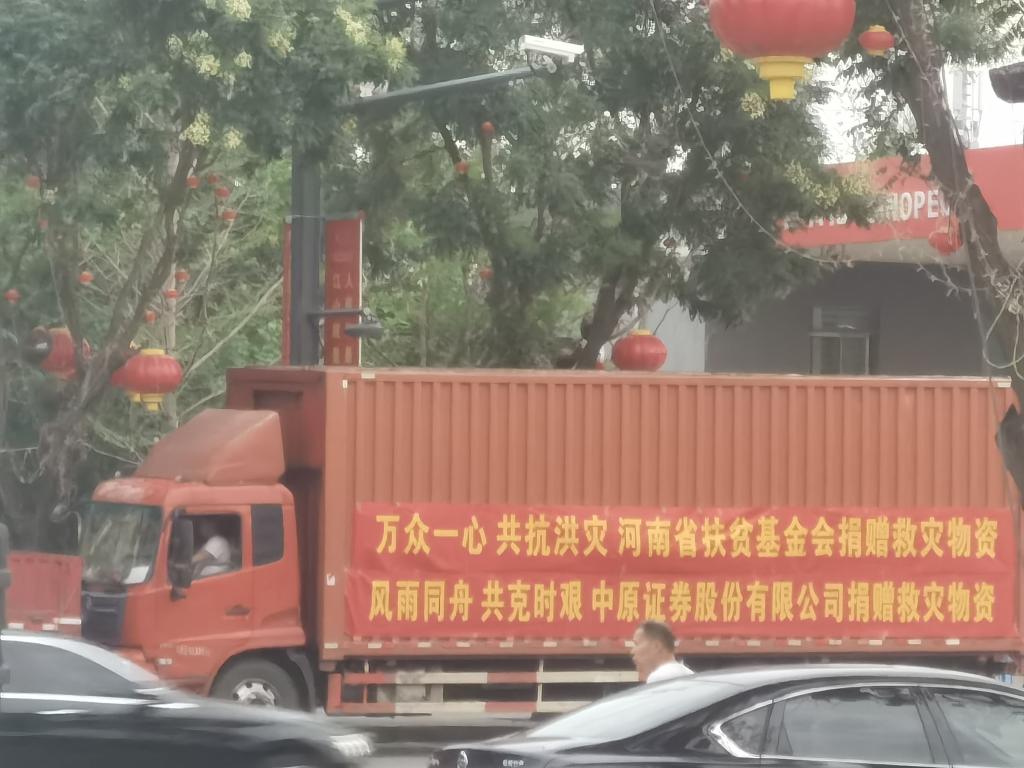 HOPE
万众一心 共抗洪灾 河南省扶贫基金会捐赠救灾物资
风雨同舟 共克时艰 中原证券股份有限公司捐赠救灾物资